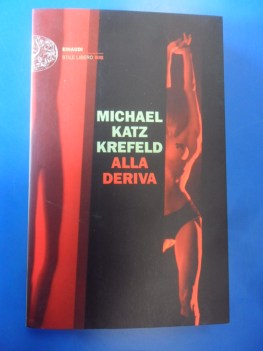 EINAUDI
STILE LIBERO BIG
MICHAEL
KATZ
KREFELD
ALLA
DERIVA